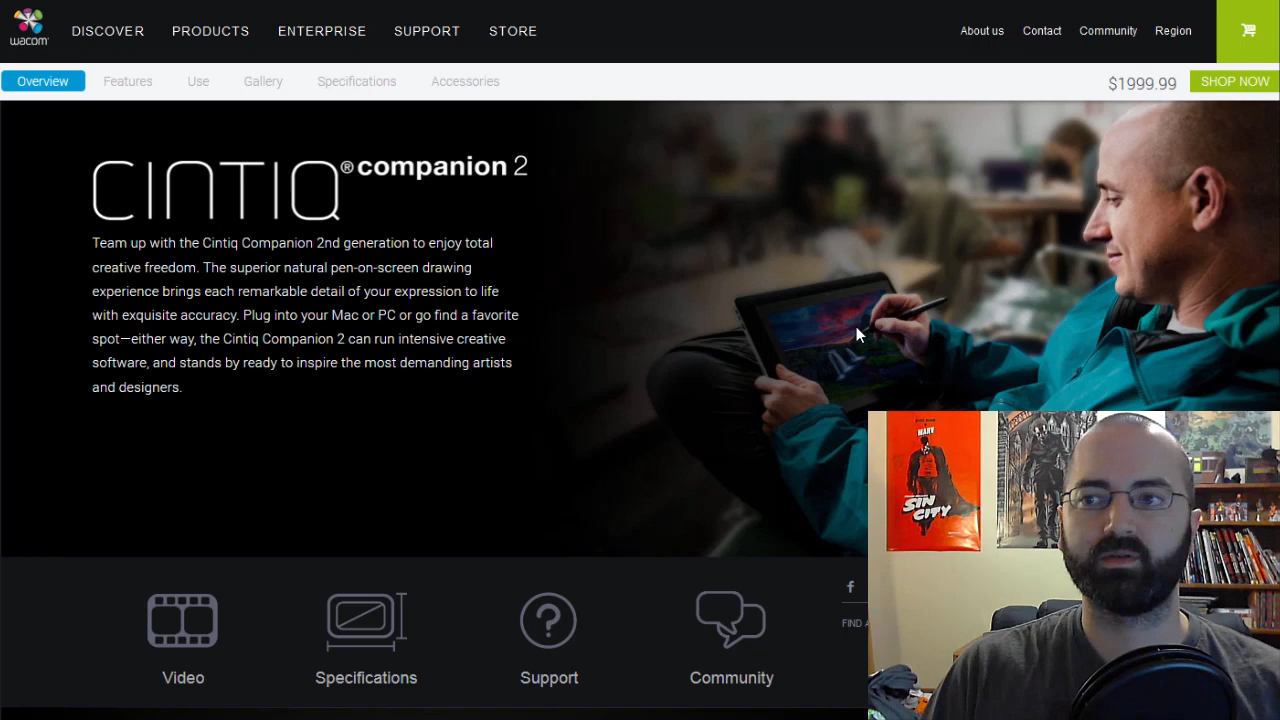 wacom
DISCOVER PRODUCTS ENTERPRISE SUPPORT STORE
About us Contact Community Region
Overview Features Use Gallery Specifications Accessories
$1999.99 SHOP NOW
CINTIQ® companion 2
Team up with the Cintiq Companion 2nd generation to enjoy total
creative freedom. The superior natural pen-on-screen drawing
experience brings each remarkable detail of your expression to life
with exquisite accuracy. Plug into your Mac or PC or go find a favorite
spot—either way, the Cintiq Companion 2 can run intensive creative
software, and stands by ready to inspire the most demanding artists
and designers.
MARV
SIN
CITY
f
FIND
Video Specifications Support Community